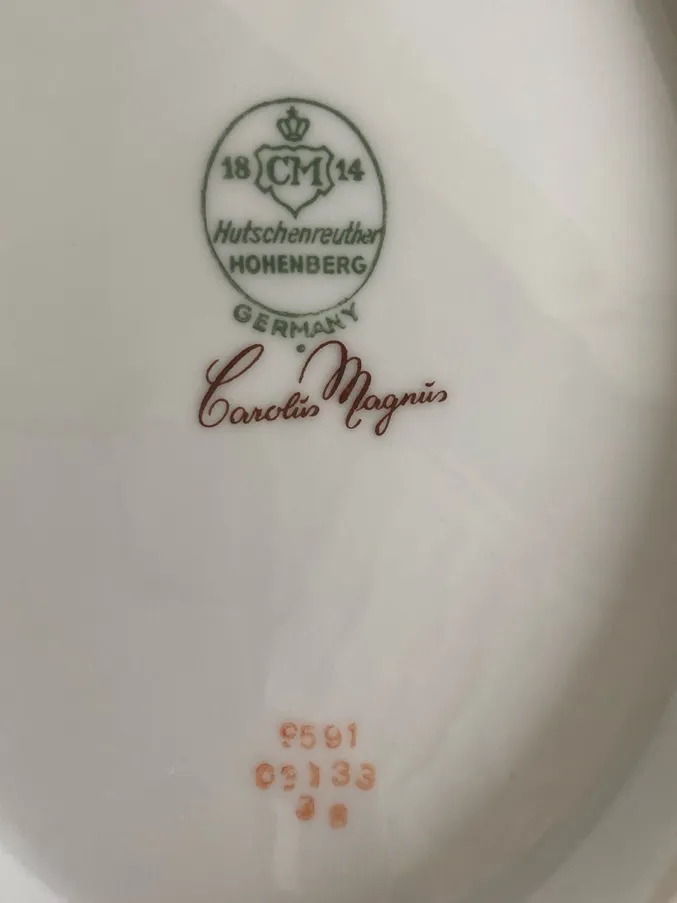 18 CM 14
Hutschenreuther
HOHENBERG
GERMANY
Carolus Magnus
9591